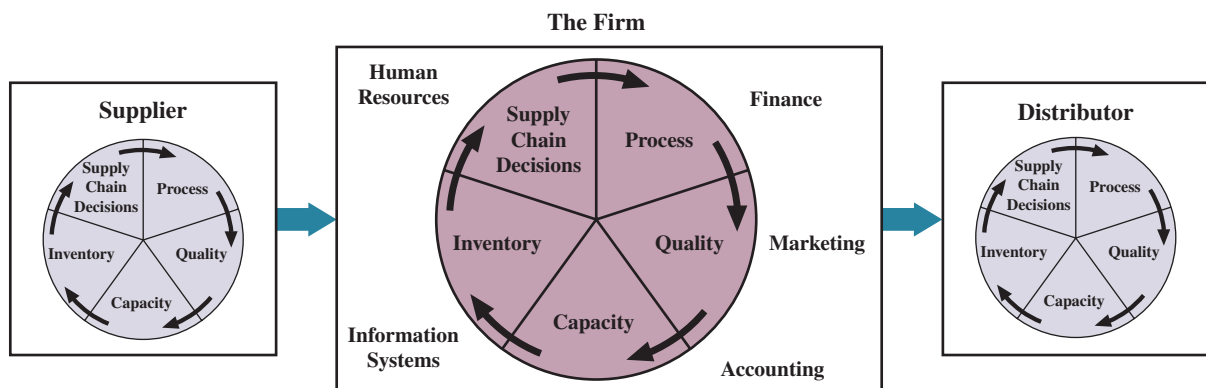 The Firm
Supplier
Supply
Chain
Decisions
Process
Quality
Capacity
Inventory
Human
Resources
Finance
Supply
Chain
Decisions
Process
Quality
Marketing
Capacity
Inventory
Information
Systems
Accounting
Distributor
Supply
Chain
Decisions
Process
Quality
Capacity
Inventory